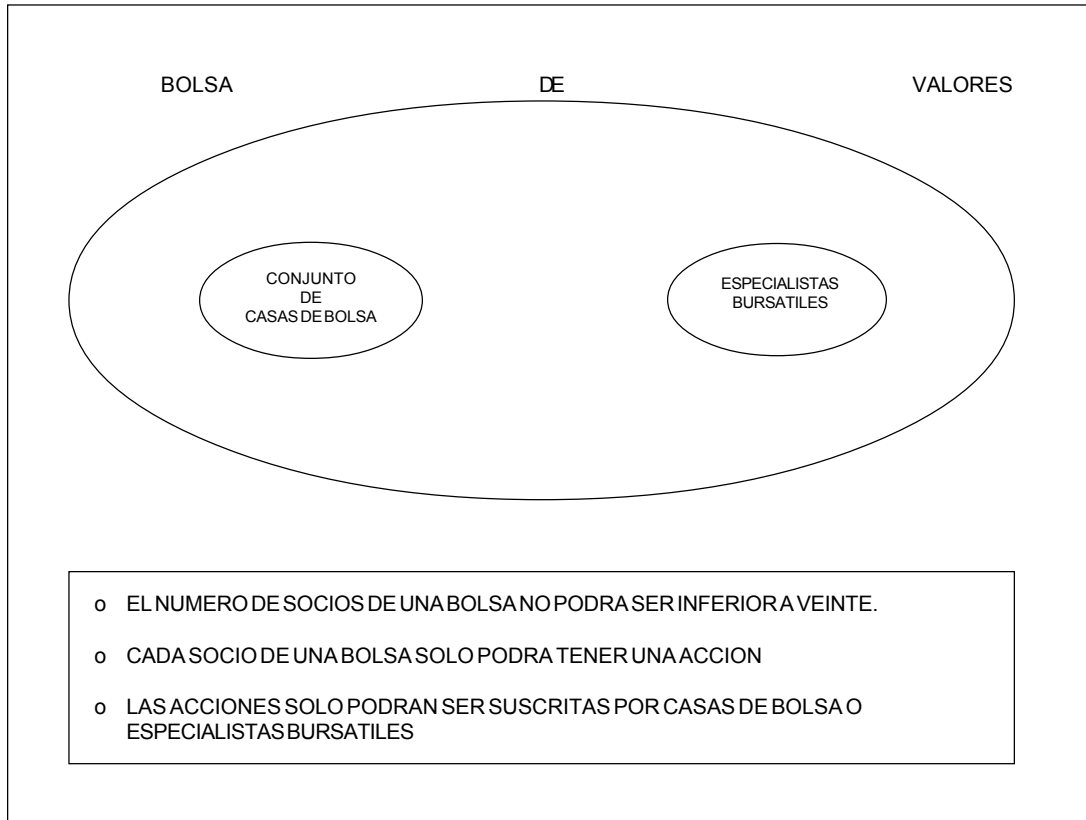 BOLSA DE VALORES
CONJUNTO
DE
CASAS DE BOLSA
ESPECIALISTAS
BURSATILES
o EL NUMERO DE SOCIOS DE UNA BOLSA NO PODRA SER INFERIOR A VEINTE.
o CADA SOCIO DE UNA BOLSA SOLO PODRA TENER UNA ACCION
o LAS ACCIONES SOLO PODRAN SER SUSCRITAS POR CASAS DE BOLSA O
ESPECIALISTAS BURSATILES